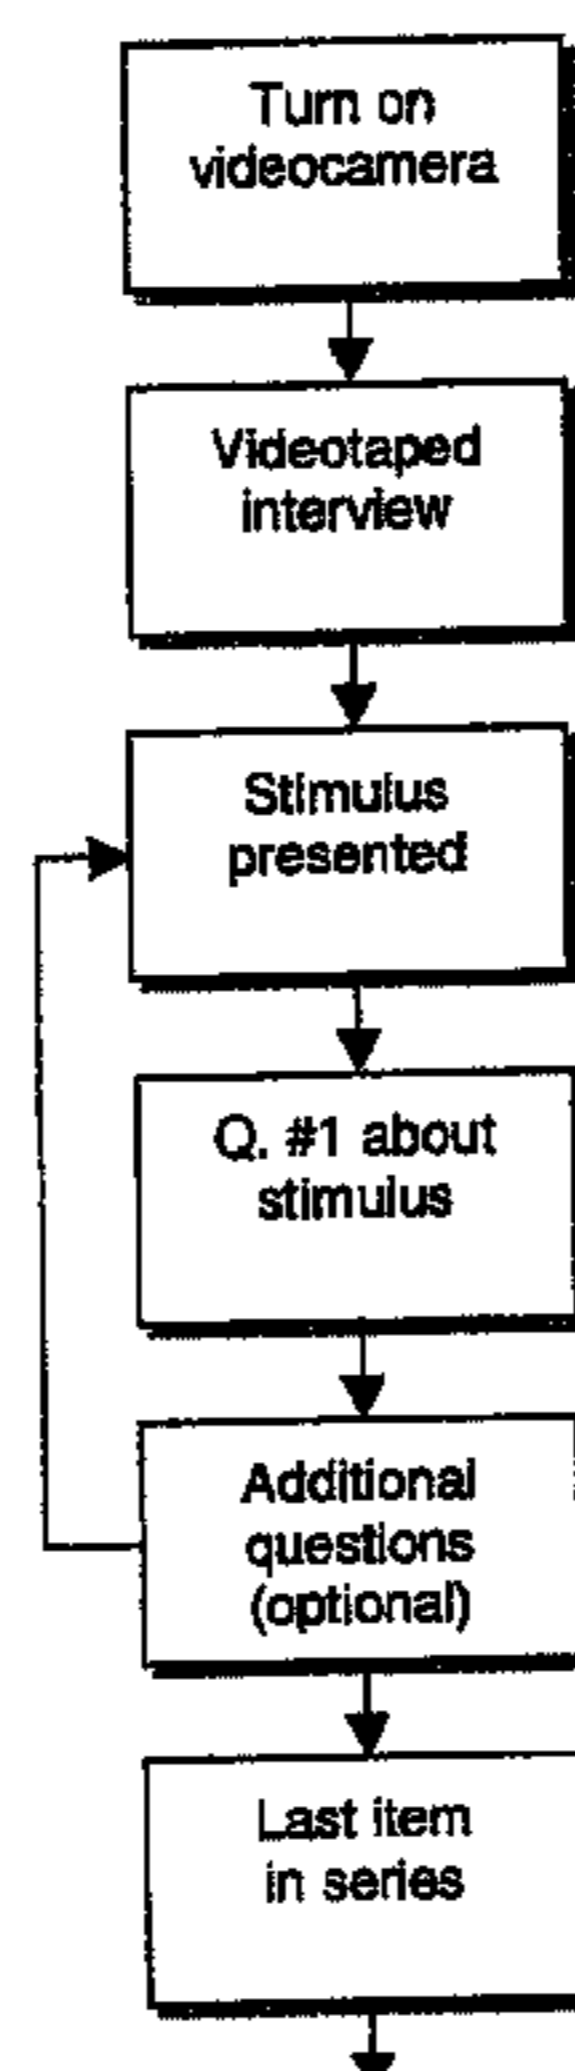 Turn on
videocamera
Videotaped
interview
Stimulus
presented
Q. #1 about
stimulus
Additional
questions
(optional)
Last item
in series